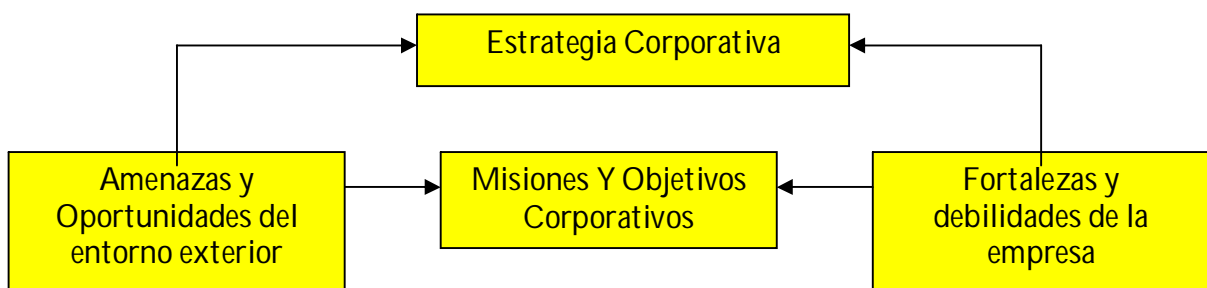 Estrategia Corporativa
Amenazas y
Oportunidades del
entorno exterior
Misiones Y Objetivos
Corporativos
Fortalezas y
debilidades de la
empresa